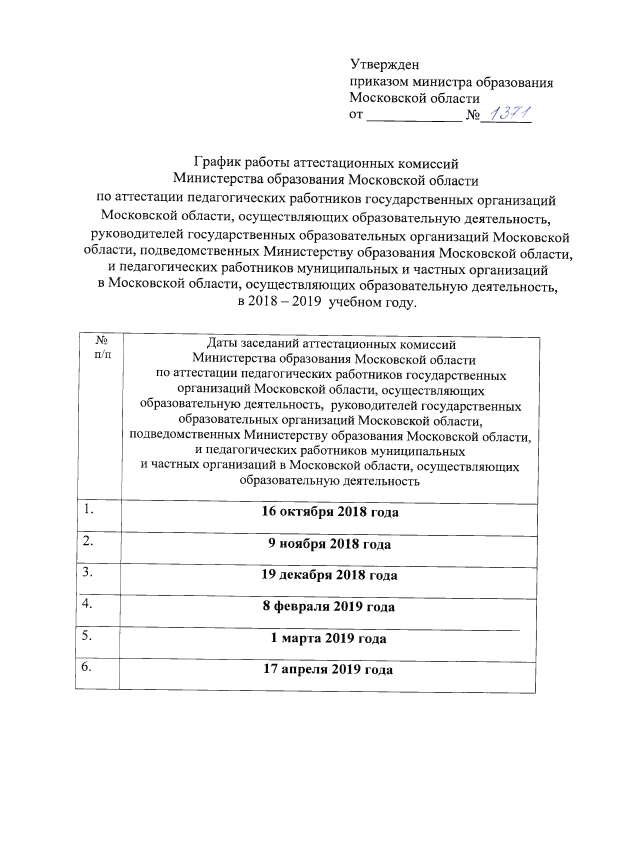 Утвержден
приказом министра образования
Московской области
от _____________ №_1371_
График работы аттестационных комиссий
Министерства образования Московской области
по аттестации педагогических работников государственных организаций
Московской области, осуществляющих образовательную деятельность,
руководителей государственных образовательных организаций Московской
области, подведомственных Министерству образования Московской области,
и педагогических работников муниципальных и частных организаций
в Московской области, осуществляющих образовательную деятельность,
в 2018 – 2019 учебном году.
№
п/п
Даты заседаний аттестационных комиссий
Министерства образования Московской области
по аттестации педагогических работников государственных
организаций Московской области, осуществляющих
образовательную деятельность, руководителей государственных
образовательных организаций Московской области,
подведомственных Министерству образования Московской области,
и педагогических работников муниципальных
и частных организаций в Московской области, осуществляющих
образовательную деятельность
1. 16 октября 2018 года
2. 9 ноября 2018 года
3. 19 декабря 2018 года
4. 8 февраля 2019 года
5. 1 марта 2019 года
6. 17 апреля 2019 года